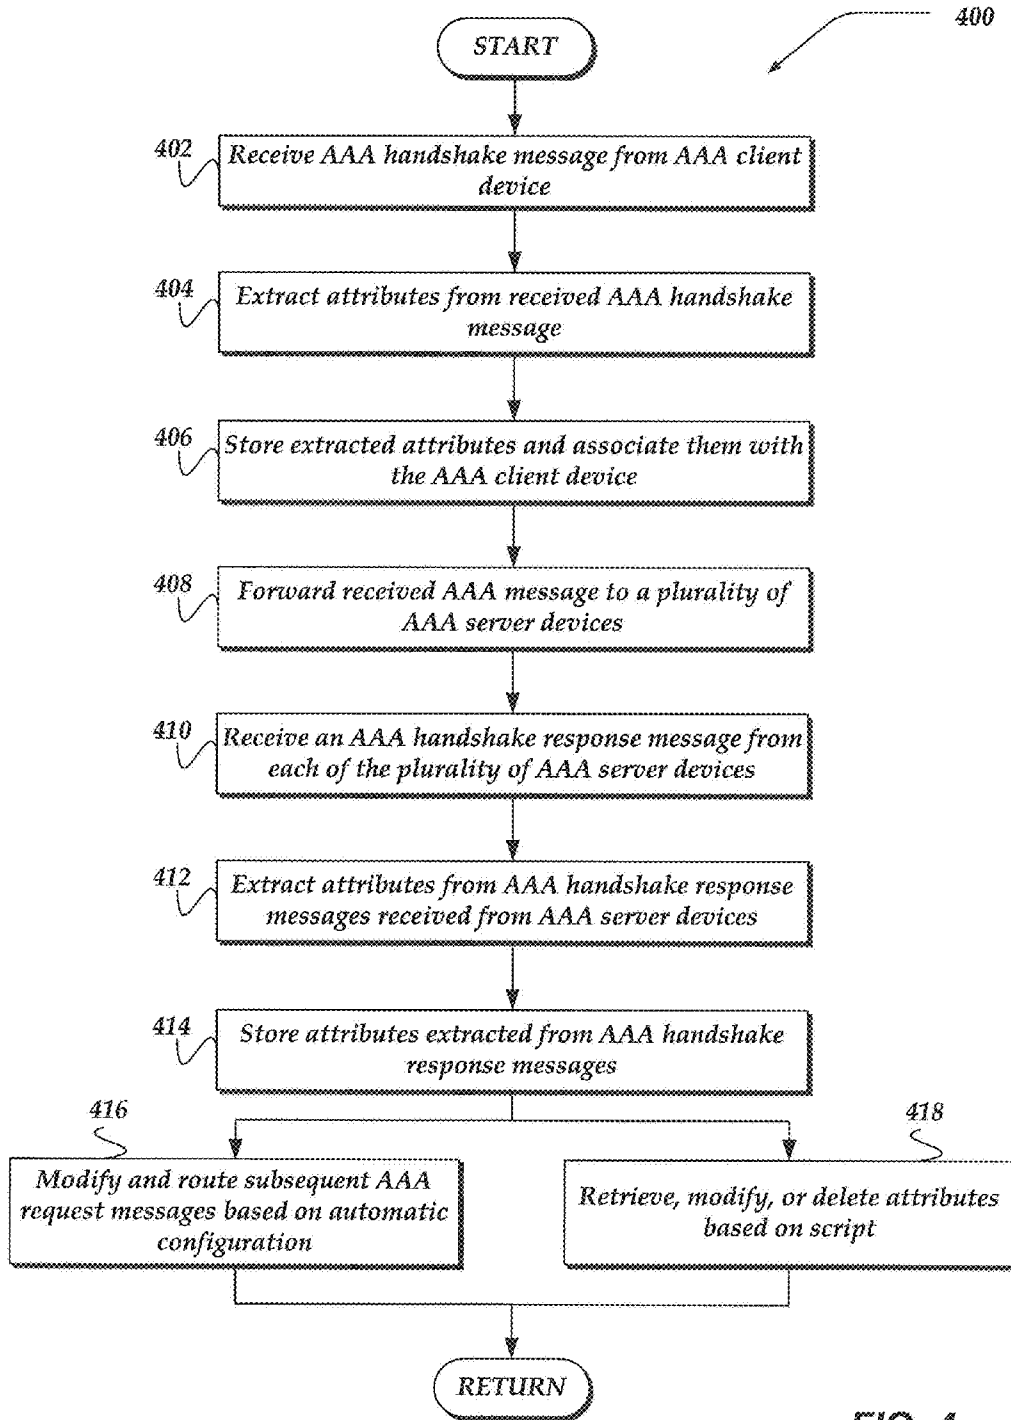 400
START
402
Receive AAA handshake message from AAA client
device
404
Extract attributes from received AAA handshake
message
406
Store extracted attributes and associate them with
the AAA client device
408
Forward received AAA message to a plurality of
AAA server devices
410
Receive an AAA handshake response message from
each of the plurality of AAA server devices
412
Extract attributes from AAA handshake response
messages received from AAA server devices
414
Store attributes extracted from AAA handshake
response messages
416
Modify and route subsequent AAA
request messages based on automatic
configuration
418
Retrieve, modify, or delete attributes
based on script
RETURN